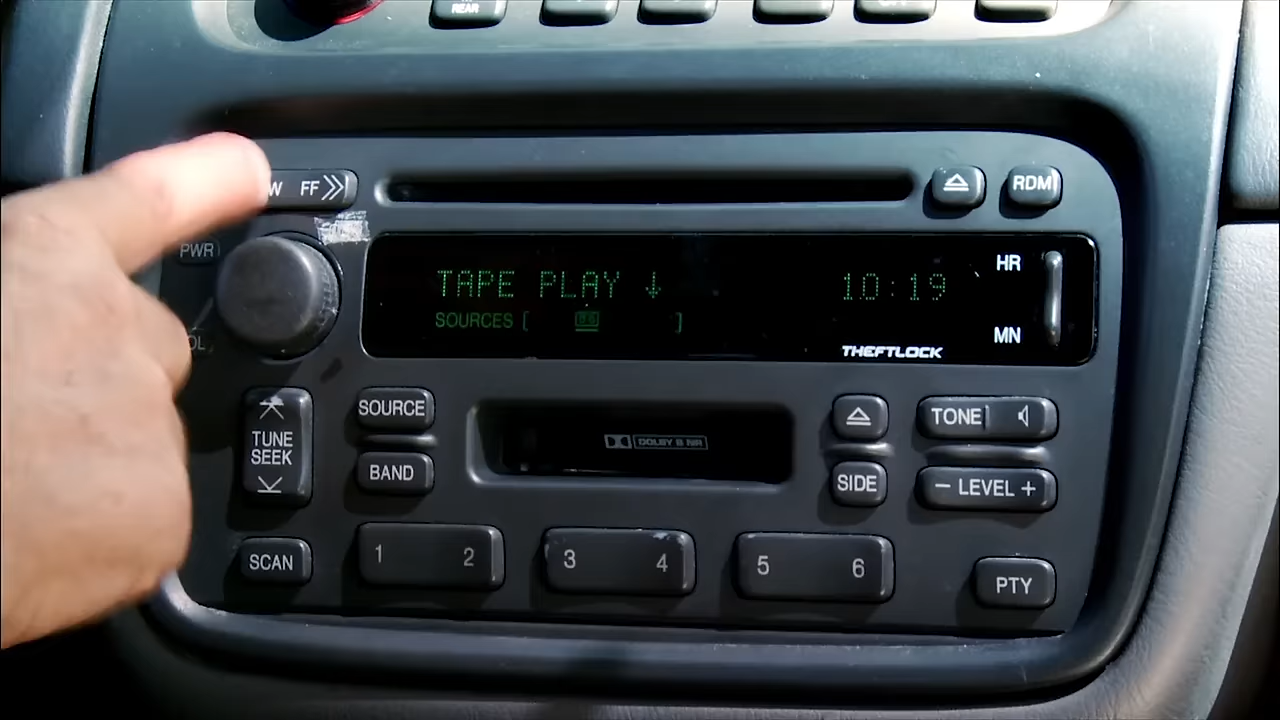 REAR
FF
RDM
PWR
TAPE PLAY ↓
10:19
HR
SOURCES [ ]
MN
THEFTLOCK
TUNE
SEEK
SOURCE
BAND
DOLBY B NR
SIDE
TONE
- LEVEL +
SCAN
1 2
3 4
5 6
PTY